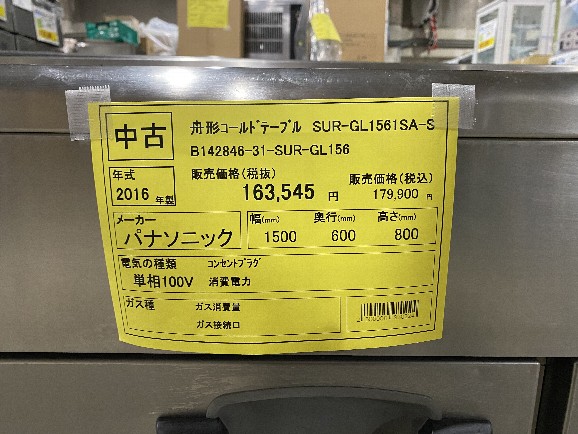 中古
舟形コールドテーブル SUR-GL1561SA-S
B142846-31-SUR-GL156
年式
2016 年製
販売価格(税抜)
163,545 円
販売価格(税込)
179,900 円
メーカー
パナソニック
幅(mm) 奥行(mm) 高さ(mm)
1500 600 800
電気の種類 コンセントプラグ
単相100V 消費電力
ガス種 ガス消費量
ガス接続口